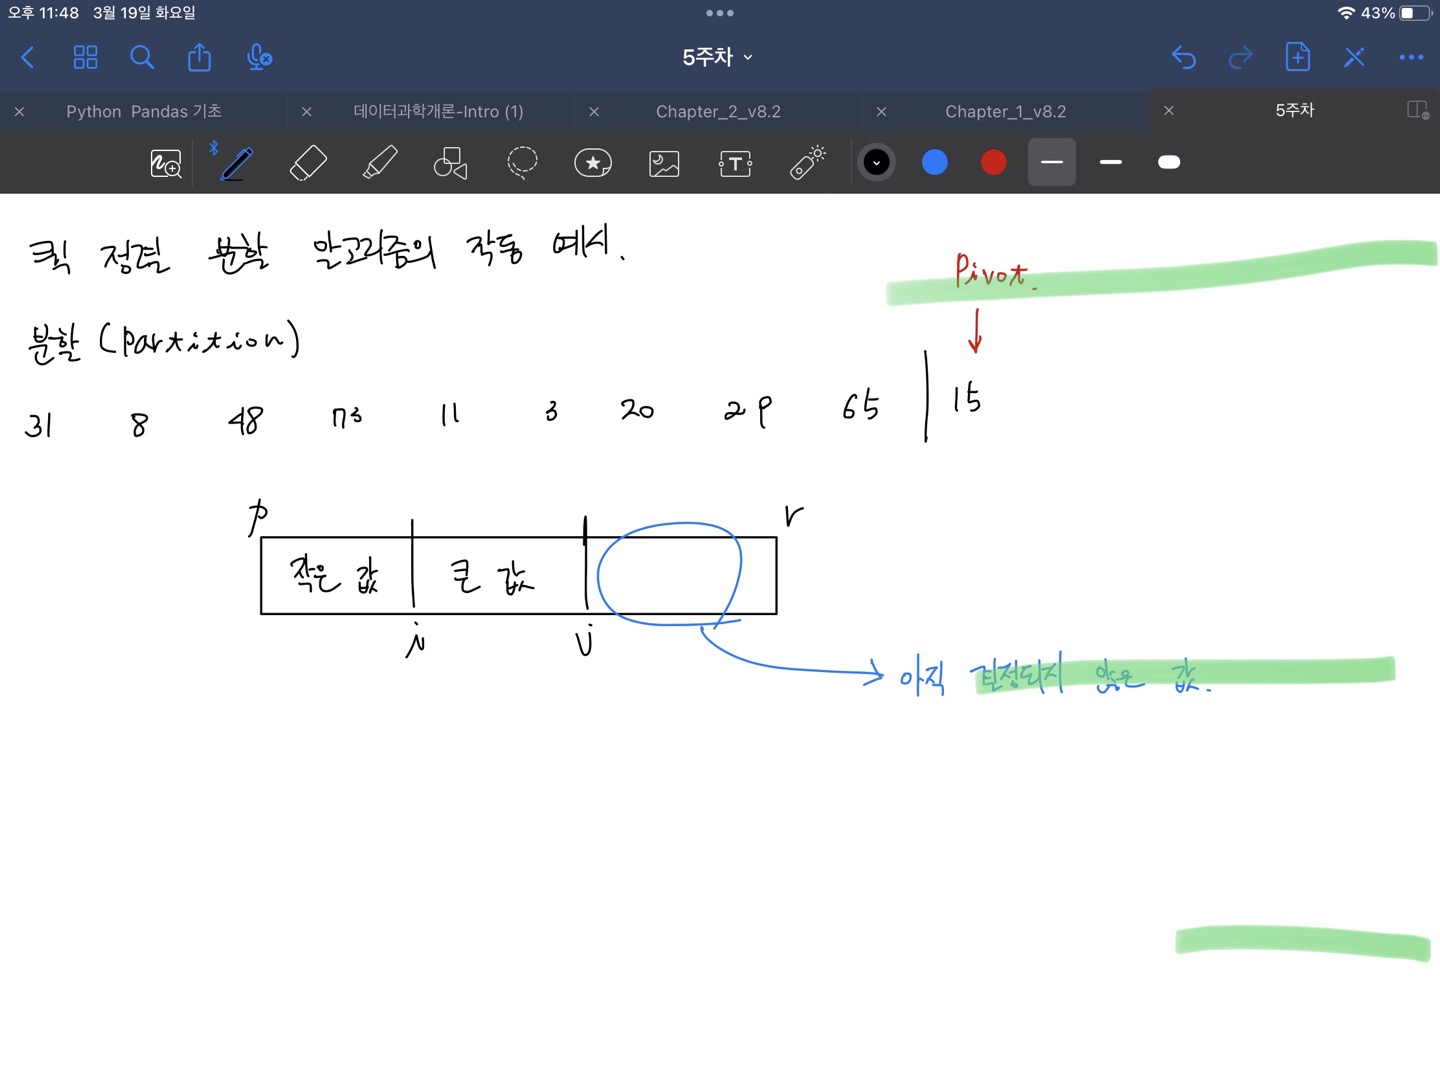 오후 11:48 3월 19일 화요일
43%
5주차
Python Pandas 기초
데이터과학개론-Intro (1)
Chapter_2_v8.2
Chapter_1_v8.2
5주차
퀵 정렬 분할 알고리즘의 작동 예시.
Pivot.
분할 (partition)
31 8 48 73 11 3 20 29 65 | 15
p r
작은 값 큰 값
i j
아직 결정되지 않은 값.